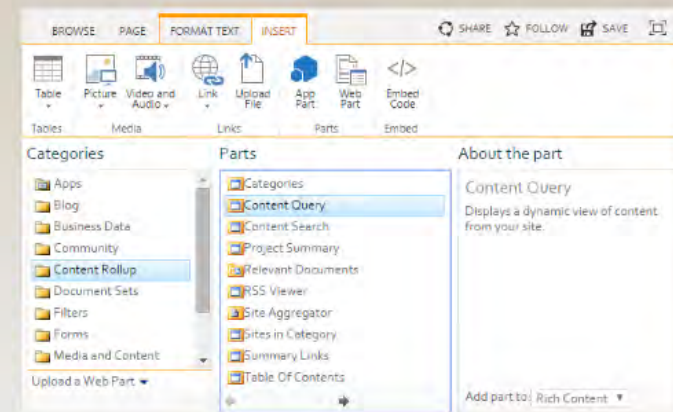 BROWSE PAGE FORMAT TEXT INSERT SHARE FOLLOW SAVE
Table Picture Video and Audio Link Upload File App Part Web Part Embed Code
Tables Media Links Parts Embed
Categories
Apps
Blog
Business Data
Community
Content Rollup
Document Sets
Filters
Forms
Media and Content
Upload a Web Part
Parts
Categories
Content Query
Content Search
Project Summary
Relevant Documents
RSS Viewer
Site Aggregator
Sites in Category
Summary Links
Table Of Contents
About the part
Content Query
Displays a dynamic view of content
from your site.
Add part to: Rich Content